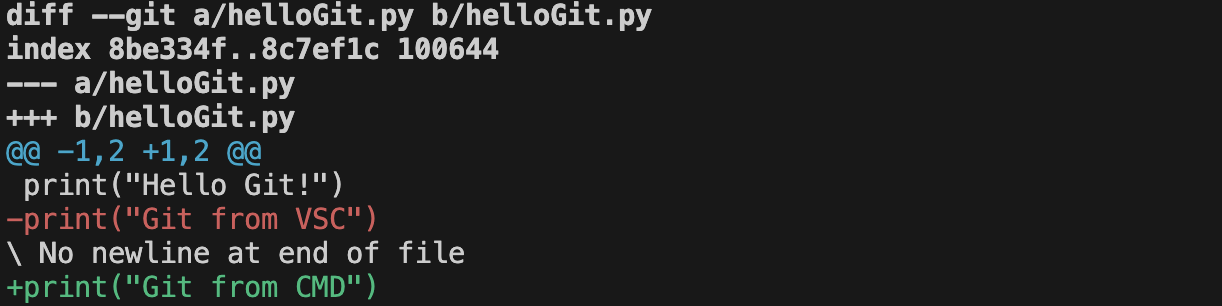 diff --git a/helloGit.py b/helloGit.py
index 8be334f..8c7ef1c 100644
--- a/helloGit.py
+++ b/helloGit.py
@@ -1,2 +1,2 @@
 print("Hello Git!")
-print("Git from VSC")
\ No newline at end of file
+print("Git from CMD")